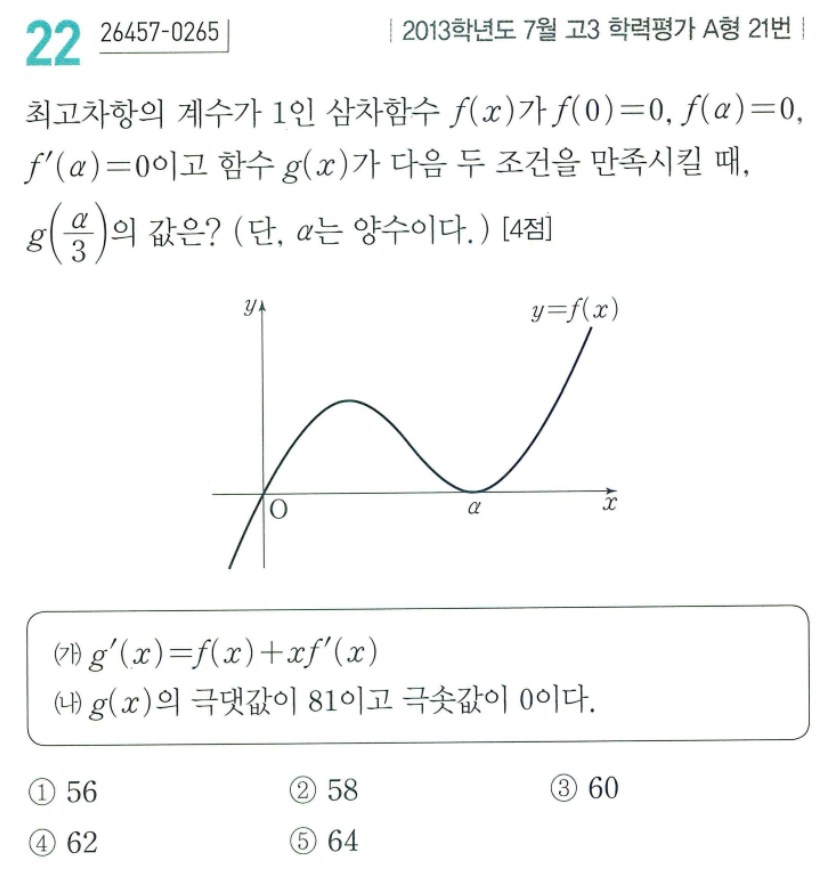 22 26457-0265 | 2013학년도 7월 고3 학력평가 A형 21번 |
최고차항의 계수가 1인 삼차함수 f(x)가 f(0)=0, f(α)=0,
f′(α)=0이고 함수 g(x)가 다음 두 조건을 만족시킬 때,
g(α/3)의 값은? (단, α는 양수이다.) [4점]
y
y=f(x)
O
α
x
㈎ g′(x)=f(x)+xf′(x)
㈏ g(x)의 극댓값이 81이고 극솟값이 0이다.
① 56 ② 58 ③ 60
④ 62 ⑤ 64